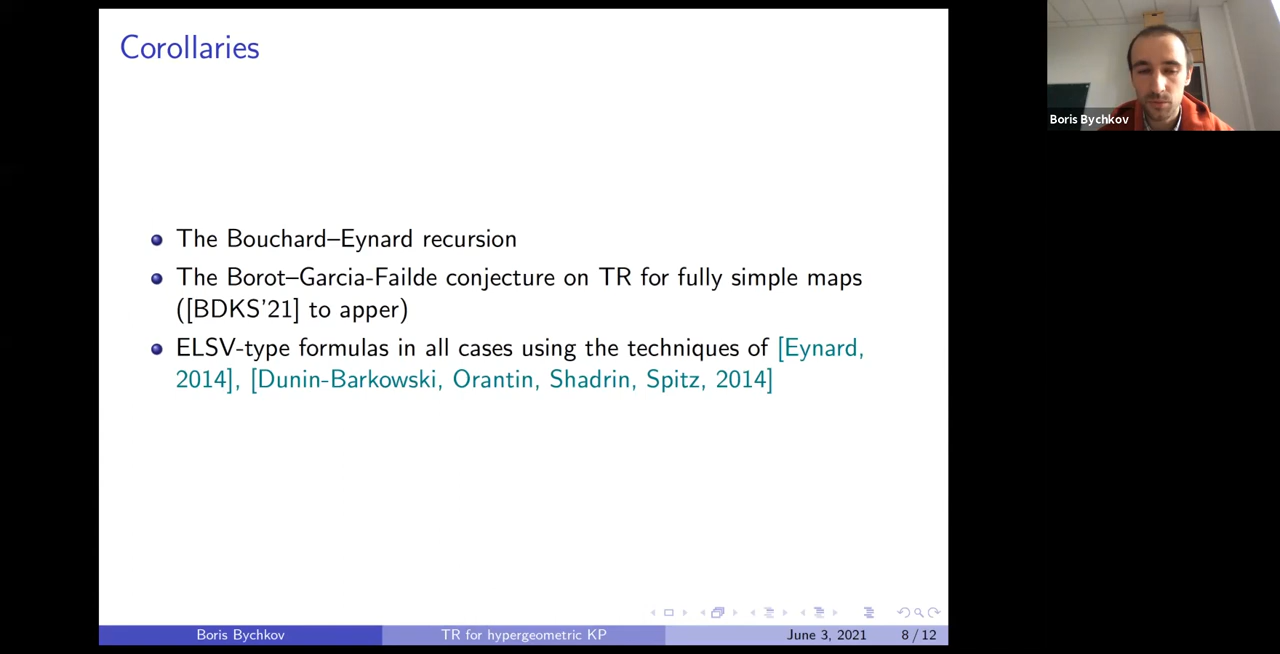 Corollaries
The Bouchard–Eynard recursion
The Borot–Garcia-Failde conjecture on TR for fully simple maps
([BDKS'21] to apper)
ELSV-type formulas in all cases using the techniques of [Eynard,
2014], [Dunin-Barkowski, Orantin, Shadrin, Spitz, 2014]
Boris Bychkov
TR for hypergeometric KP
June 3, 2021
8 / 12
Boris Bychkov